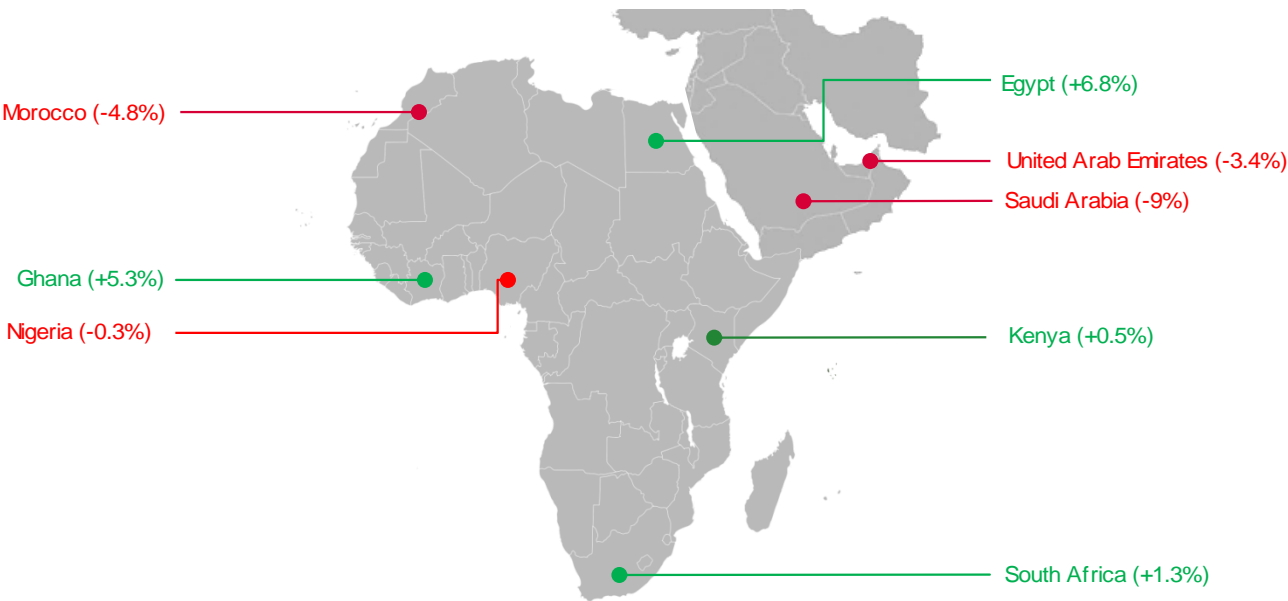 Egypt (+6.8%)
Morocco (-4.8%)
United Arab Emirates (-3.4%)
Saudi Arabia (-9%)
Ghana (+5.3%)
Nigeria (-0.3%)
Kenya (+0.5%)
South Africa (+1.3%)